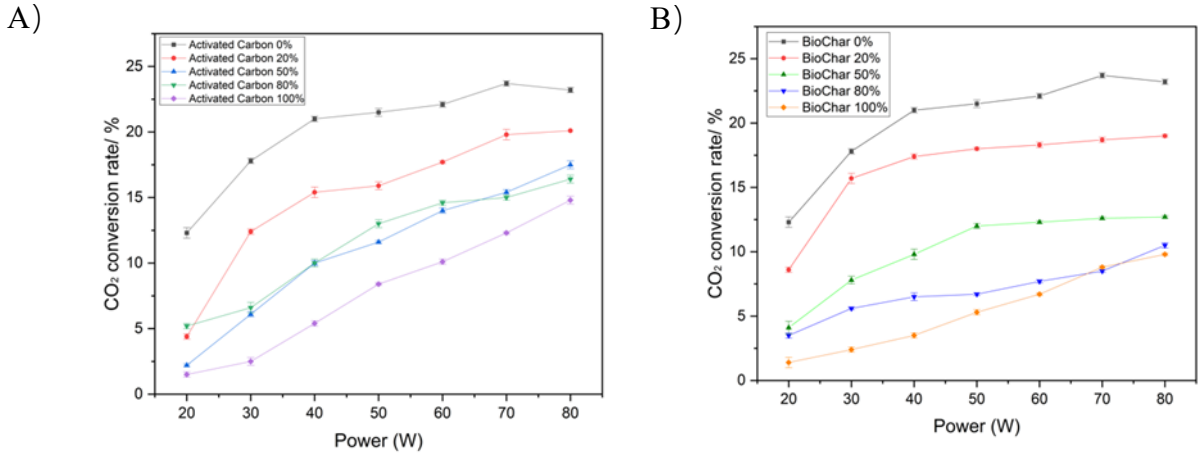 A)
CO₂ conversion rate/ %
25
20
15
10
5
0
Activated Carbon 0%
Activated Carbon 20%
Activated Carbon 50%
Activated Carbon 80%
Activated Carbon 100%
20 30 40 50 60 70 80
Power (W)
B)
CO₂ conversion rate/ %
25
20
15
10
5
0
BioChar 0%
BioChar 20%
BioChar 50%
BioChar 80%
BioChar 100%
20 30 40 50 60 70 80
Power (W)